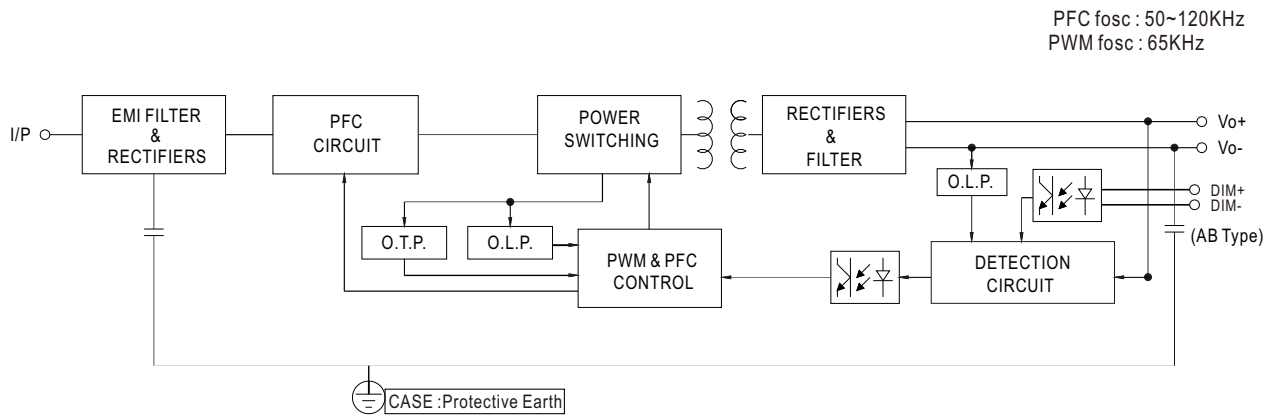 PFC fosc : 50~120KHz
PWM fosc : 65KHz
I/P
EMI FILTER
&
RECTIFIERS
PFC
CIRCUIT
POWER
SWITCHING
RECTIFIERS
&
FILTER
Vo+
Vo-
O.L.P.
DIM+
DIM-
(AB Type)
O.T.P.
O.L.P.
PWM & PFC
CONTROL
DETECTION
CIRCUIT
CASE :Protective Earth